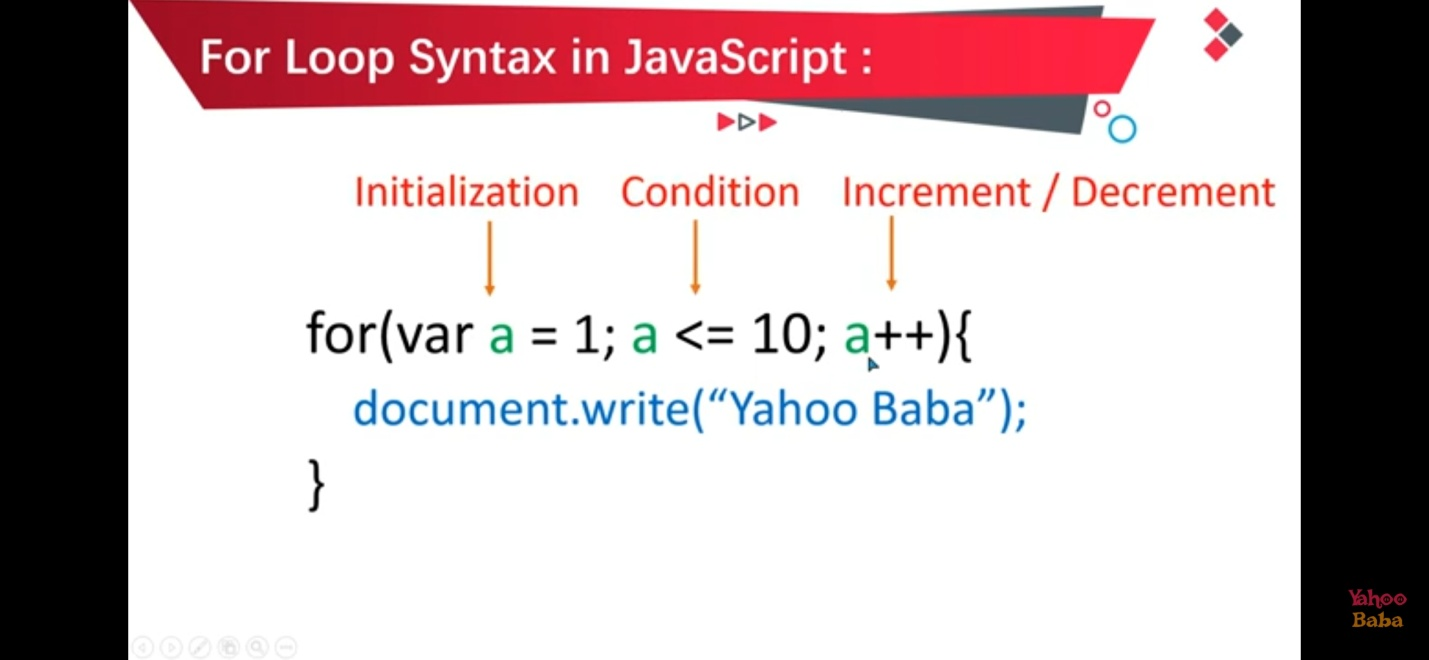 For Loop Syntax in JavaScript :
Initialization Condition Increment / Decrement
for(var a = 1; a <= 10; a++){
document.write(“Yahoo Baba”);
}
Yahoo
Baba